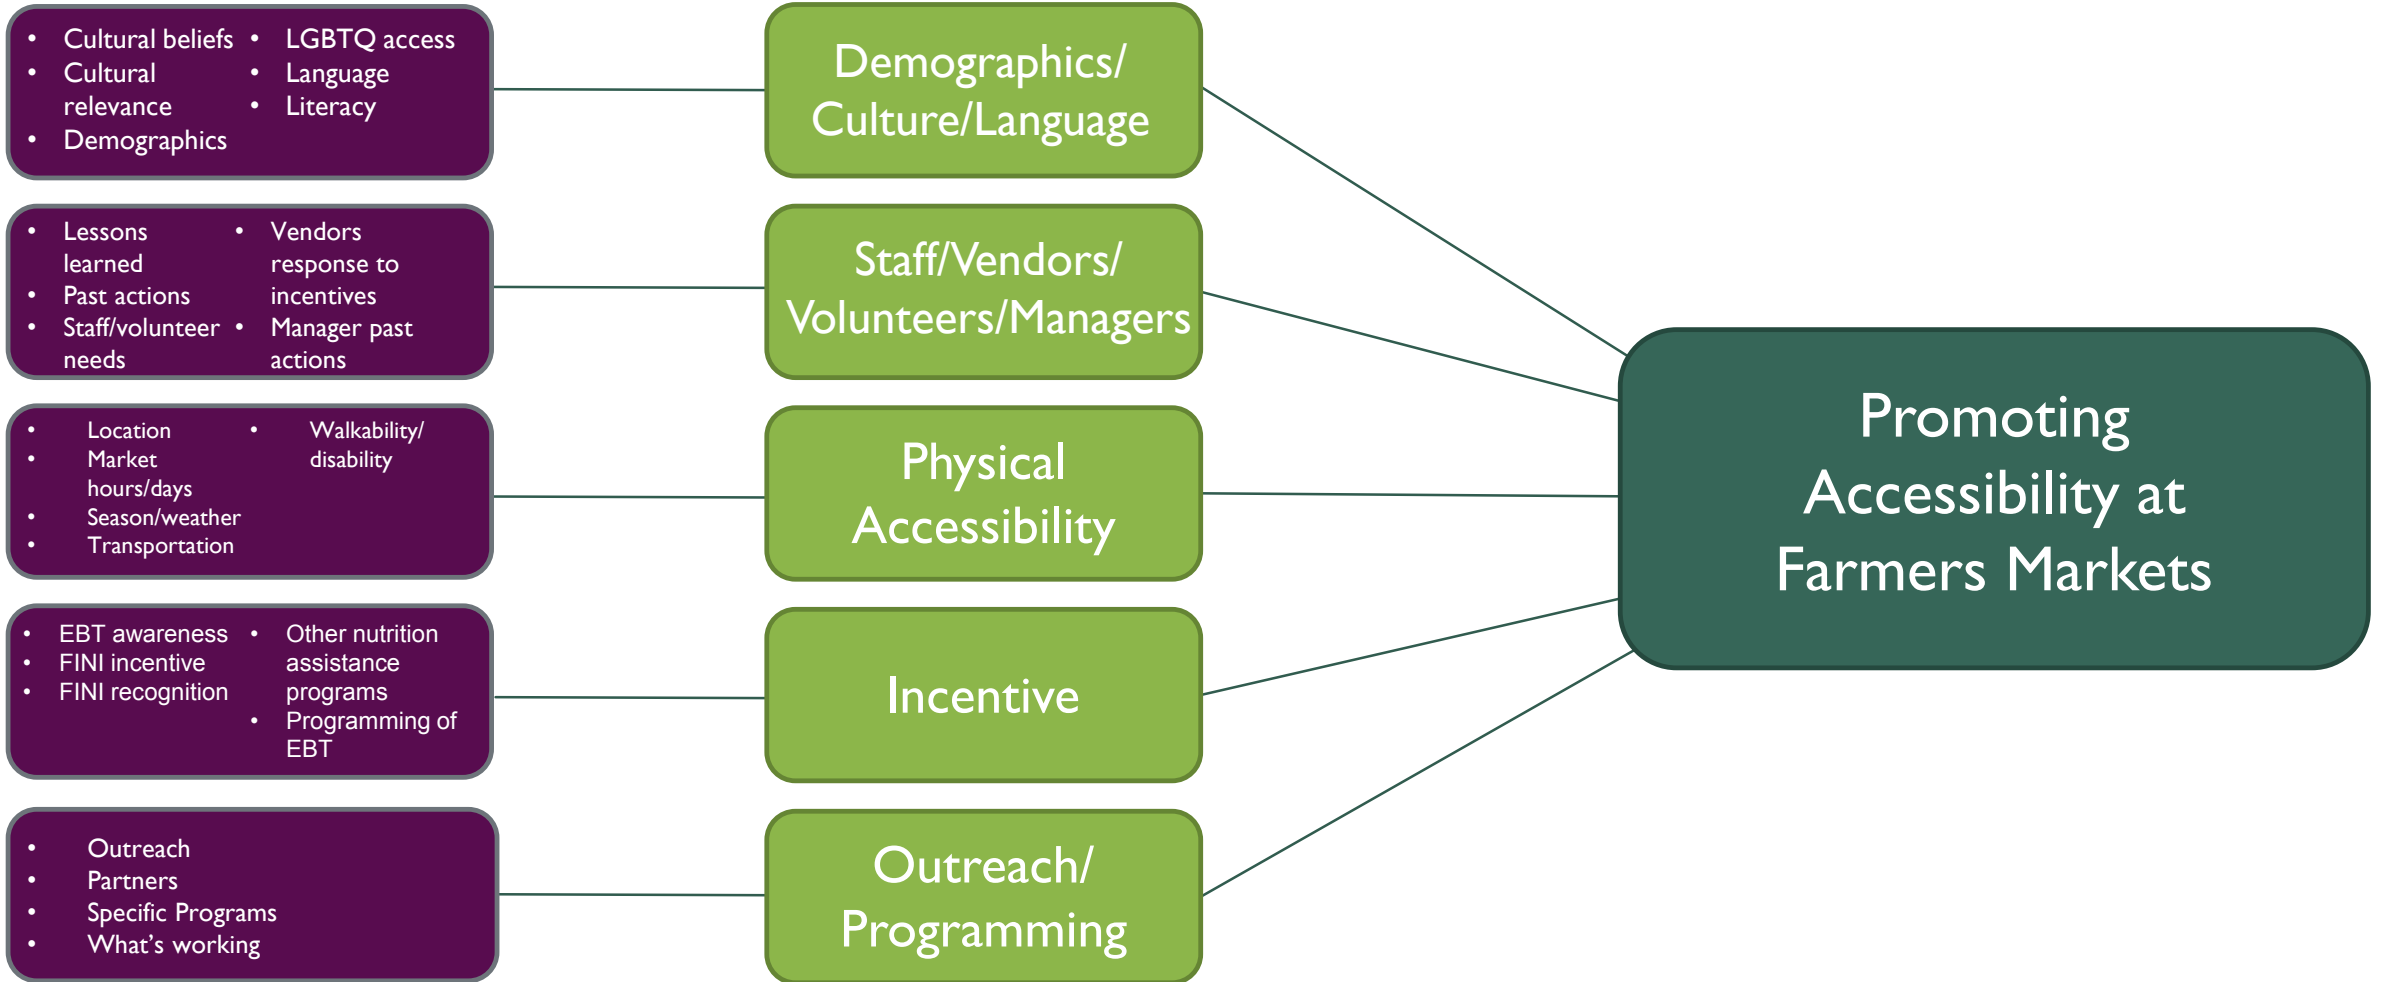 • Cultural beliefs
• Cultural
relevance
• Demographics
• LGBTQ access
• Language
• Literacy
Demographics/
Culture/Language
• Lessons
learned
• Past actions
• Staff/volunteer
needs
• Vendors
response to
incentives
• Manager past
actions
Staff/Vendors/
Volunteers/Managers
• Location
• Market
hours/days
• Season/weather
• Transportation
• Walkability/
disability
Physical
Accessibility
• EBT awareness
• FINI incentive
• FINI recognition
• Other nutrition
assistance
programs
• Programming of
EBT
Incentive
• Outreach
• Partners
• Specific Programs
• What’s working
Outreach/
Programming
Promoting
Accessibility at
Farmers Markets